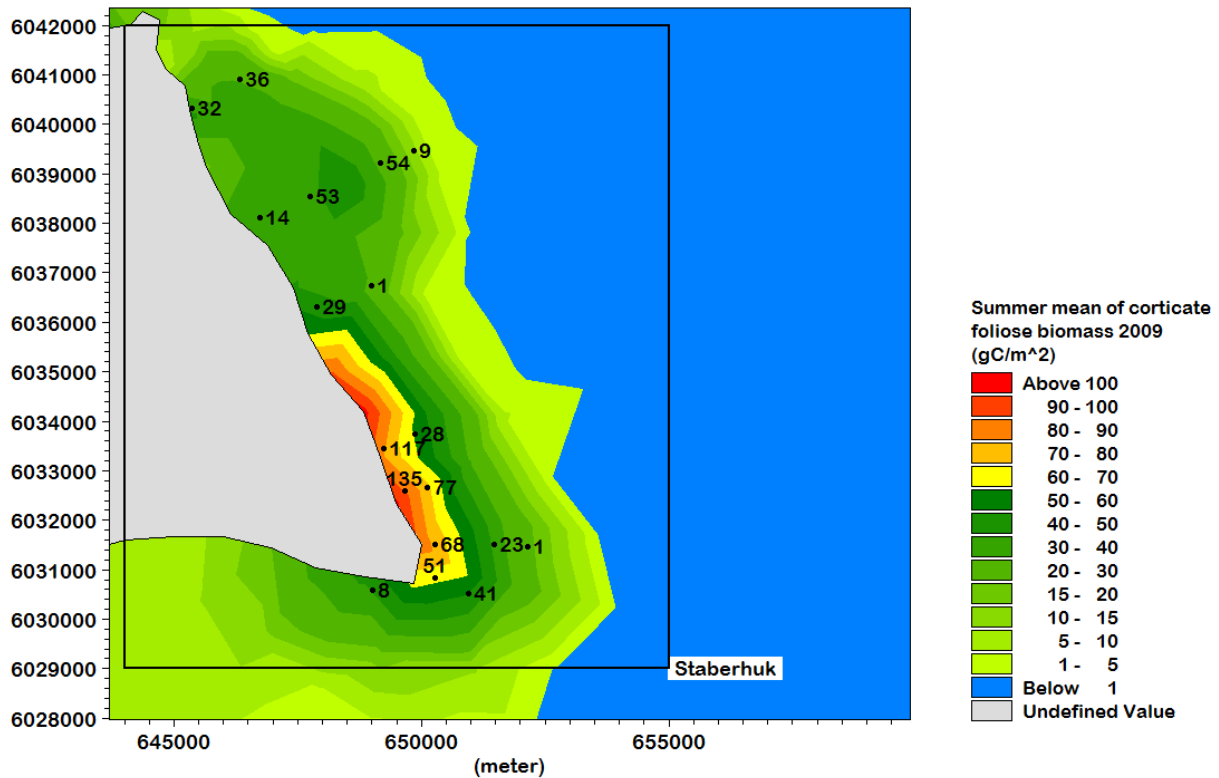 6042000
6041000
6040000
6039000
6038000
6037000
6036000
6035000
6034000
6033000
6032000
6031000
6030000
6029000
6028000
36
32
9
54
53
14
1
29
28
117
135
77
68
23
1
51
8
41
Staberhuk
645000
650000
655000
(meter)
Summer mean of corticate
foliose biomass 2009
(gC/m^2)
Above 100
90 - 100
80 - 90
70 - 80
60 - 70
50 - 60
40 - 50
30 - 40
20 - 30
15 - 20
10 - 15
5 - 10
1 - 5
Below 1
Undefined Value